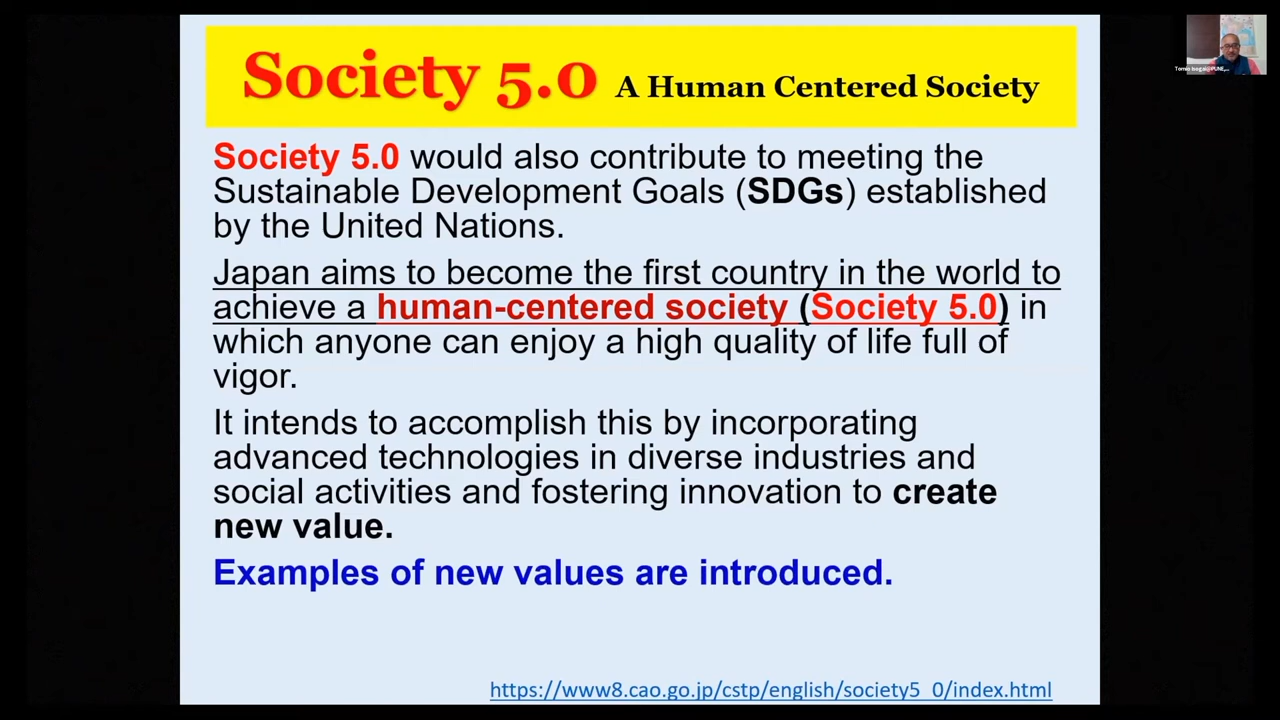 Society 5.0 A Human Centered Society
Tomio Isogai@PUNE,...
Society 5.0 would also contribute to meeting the
Sustainable Development Goals (SDGs) established
by the United Nations.
Japan aims to become the first country in the world to
achieve a human-centered society (Society 5.0) in
which anyone can enjoy a high quality of life full of
vigor.
It intends to accomplish this by incorporating
advanced technologies in diverse industries and
social activities and fostering innovation to create
new value.
Examples of new values are introduced.
https://www8.cao.go.jp/cstp/english/society5_0/index.html